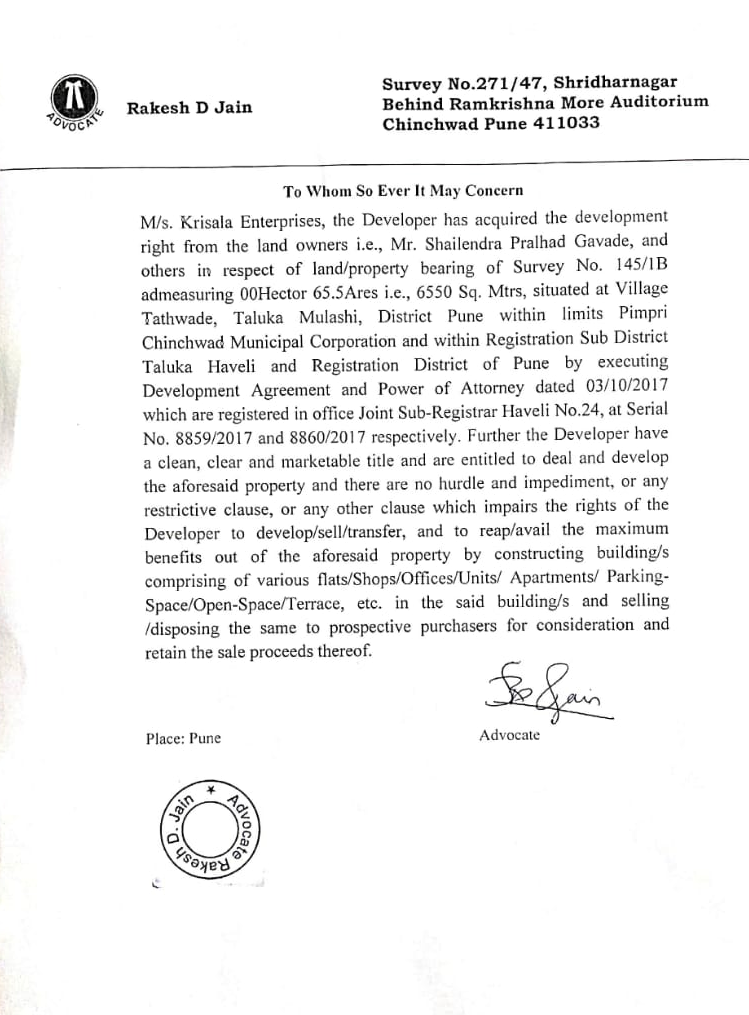 ADVOCATE
Rakesh D Jain
Survey No.271/47, Shridharnagar
Behind Ramkrishna More Auditorium
Chinchwad Pune 411033
To Whom So Ever It May Concern
M/s. Krisala Enterprises, the Developer has acquired the development
right from the land owners i.e., Mr. Shailendra Pralhad Gavade, and
others in respect of land/property bearing of Survey No. 145/1B
admeasuring 00Hector 65.5Ares i.e., 6550 Sq. Mtrs, situated at Village
Tathwade, Taluka Mulashi, District Pune within limits Pimpri
Chinchwad Municipal Corporation and within Registration Sub District
Taluka Haveli and Registration District of Pune by executing
Development Agreement and Power of Attorney dated 03/10/2017
which are registered in office Joint Sub-Registrar Haveli No.24, at Serial
No. 8859/2017 and 8860/2017 respectively. Further the Developer have
a clean, clear and marketable title and are entitled to deal and develop
the aforesaid property and there are no hurdle and impediment, or any
restrictive clause, or any other clause which impairs the rights of the
Developer to develop/sell/transfer, and to reap/avail the maximum
benefits out of the aforesaid property by constructing building/s
comprising of various flats/Shops/Offices/Units/ Apartments/ Parking-
Space/Open-Space/Terrace, etc. in the said building/s and selling
/disposing the same to prospective purchasers for consideration and
retain the sale proceeds thereof.
Jain
Place: Pune
Advocate
Advocate Rakesh D. Jain